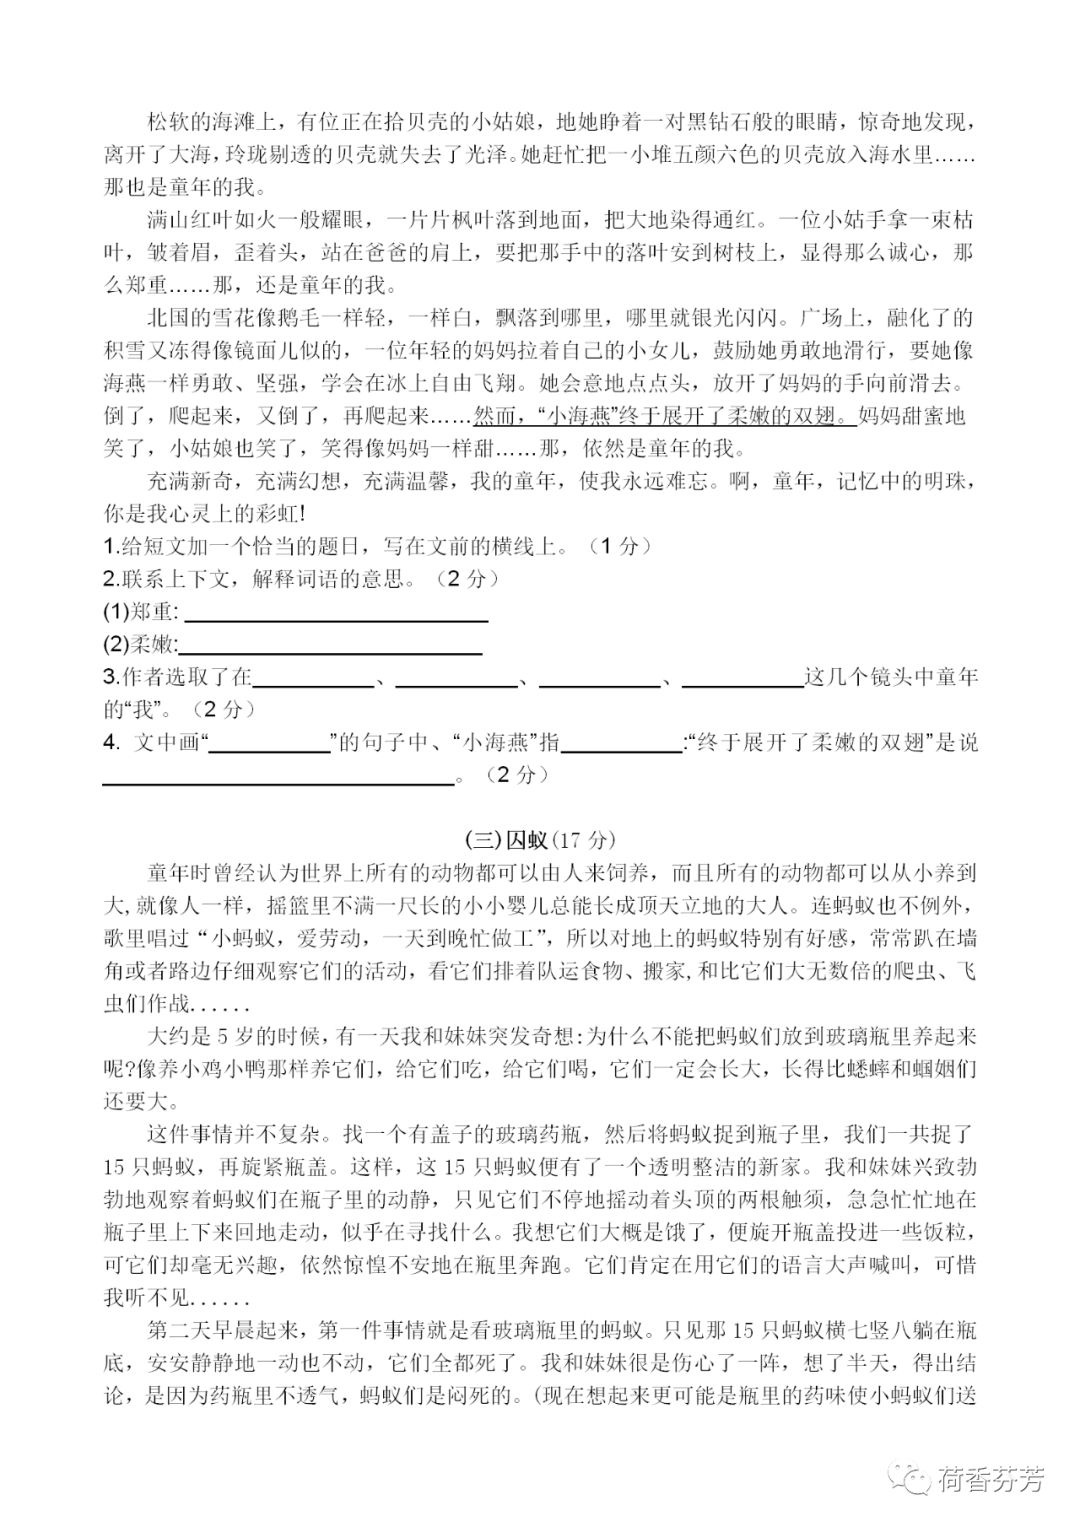 松软的海滩上，有位正在拾贝壳的小姑娘，地她睁着一对黑钻石般的眼睛，惊奇地发现，
离开了大海，玲珑剔透的贝壳就失去了光泽。她赶忙把一小堆五颜六色的贝壳放入海水里……
那也是童年的我。
满山红叶如火一般耀眼，一片片枫叶落到地面，把大地染得通红。一位小姑手拿一束枯
叶，皱着眉，歪着头，站在爸爸的肩上，要把那手中的落叶安到树枝上，显得那么诚心，那
么郑重……那，还是童年的我。
北国的雪花像鹅毛一样轻，一样白，飘落到哪里，哪里就银光闪闪。广场上，融化了的
积雪又冻得像镜面儿似的，一位年轻的妈妈拉着自己的小女儿，鼓励她勇敢地滑行，要她像
海燕一样勇敢、坚强，学会在冰上自由飞翔。她会意地点点头，放开了妈妈的手向前滑去。
倒了，爬起来，又倒了，再爬起来……然而，“小海燕”终于展开了柔嫩的双翅。妈妈甜蜜地
笑了，小姑娘也笑了，笑得像妈妈一样甜……那，依然是童年的我。
充满新奇，充满幻想，充满温馨，我的童年，使我永远难忘。啊，童年，记忆中的明珠，
你是我心灵上的彩虹!
1.给短文加一个恰当的题日，写在文前的横线上。（1 分）
2.联系上下文，解释词语的意思。（2 分）
(1)郑重:
(2)柔嫩:
3.作者选取了在、、、这几个镜头中童年
的“我”。（2 分）
4. 文中画“”的句子中、“小海燕”指:“终于展开了柔嫩的双翅”是说
。（2 分）
(三)囚蚁(17 分)
童年时曾经认为世界上所有的动物都可以由人来饲养，而且所有的动物都可以从小养到
大,就像人一样，摇篮里不满一尺长的小小婴儿总能长成顶天立地的大人。连蚂蚁也不例外，
歌里唱过“小蚂蚁，爱劳动，一天到晚忙做工”，所以对地上的蚂蚁特别有好感，常常趴在墙
角或者路边仔细观察它们的活动，看它们排着队运食物、搬家,和比它们大无数倍的爬虫、飞
虫们作战......
大约是 5 岁的时候，有一天我和妹妹突发奇想:为什么不能把蚂蚁们放到玻璃瓶里养起来
呢?像养小鸡小鸭那样养它们，给它们吃，给它们喝，它们一定会长大，长得比蟋蟀和蝈蝈们
还要大。
这件事情并不复杂。找一个有盖子的玻璃药瓶，然后将蚂蚁捉到瓶子里，我们一共捉了
15 只蚂蚁，再旋紧瓶盖。这样，这 15 只蚂蚁便有了一个透明整洁的新家。我和妹妹兴致勃
勃地观察着蚂蚁们在瓶子里的动静，只见它们不停地摇动着头顶的两根触须，急急忙忙地在
瓶子里上下来回地走动，似乎在寻找什么。我想它们大概是饿了，便旋开瓶盖投进一些饭粒，
可它们却毫无兴趣，依然惊惶不安地在瓶里奔跑。它们肯定在用它们的语言大声喊叫，可惜
我听不见......
第二天早晨起来，第一件事情就是看玻璃瓶里的蚂蚁。只见那 15 只蚂蚁横七竖八躺在瓶
底，安安静静地一动也不动，它们全都死了。我和妹妹很是伤心了一阵，想了半天，得出结
论，是因为药瓶里不透气，蚂蚁们是闷死的。(现在想起来更可能是瓶里的药味使小蚂蚁们送
荷香芬芳